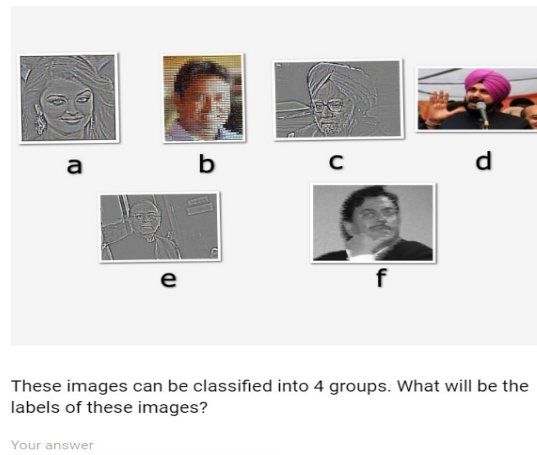 a b c d
e f
These images can be classified into 4 groups. What will be the
labels of these images?
Your answer